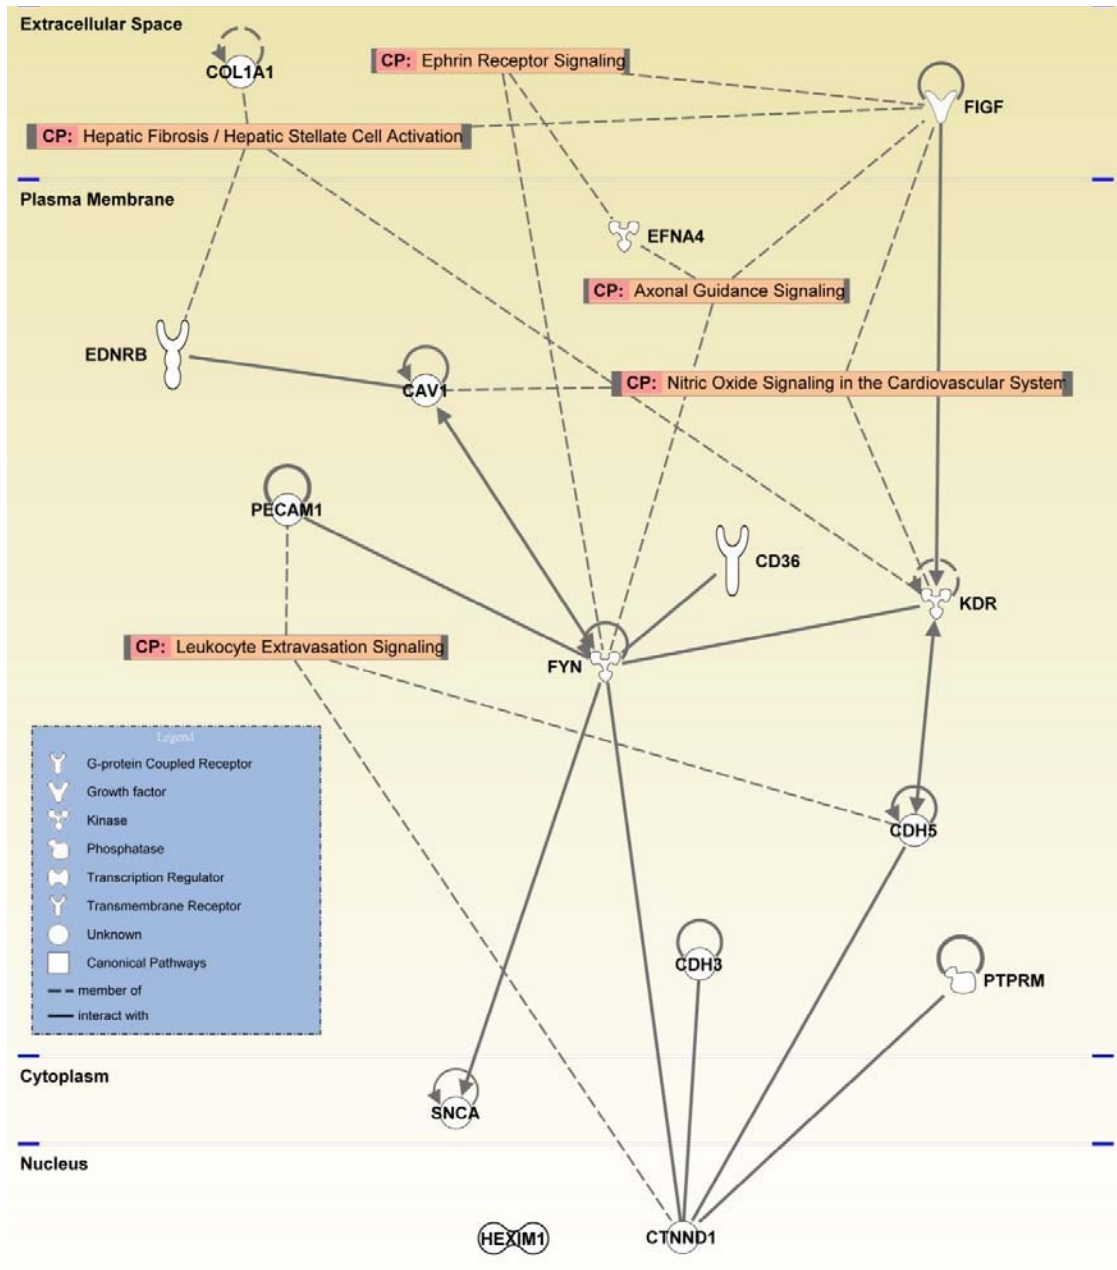 Extracellular Space
COL1A1
CP: Ephrin Receptor Signaling
FIGF
CP: Hepatic Fibrosis / Hepatic Stellate Cell Activation
Plasma Membrane
EFNA4
CP: Axonal Guidance Signaling
EDNRB
CAV1
CP: Nitric Oxide Signaling in the Cardiovascular System
PECAM1
CD36
KDR
CP: Leukocyte Extravasation Signaling
FYN
Legend
G-protein Coupled Receptor
Growth factor
Kinase
Phosphatase
Transcription Regulator
Transmembrane Receptor
Unknown
Canonical Pathways
member of
interact with
CDH5
CDH3
PTPRM
Cytoplasm
SNCA
Nucleus
HEXIM1
CTNND1